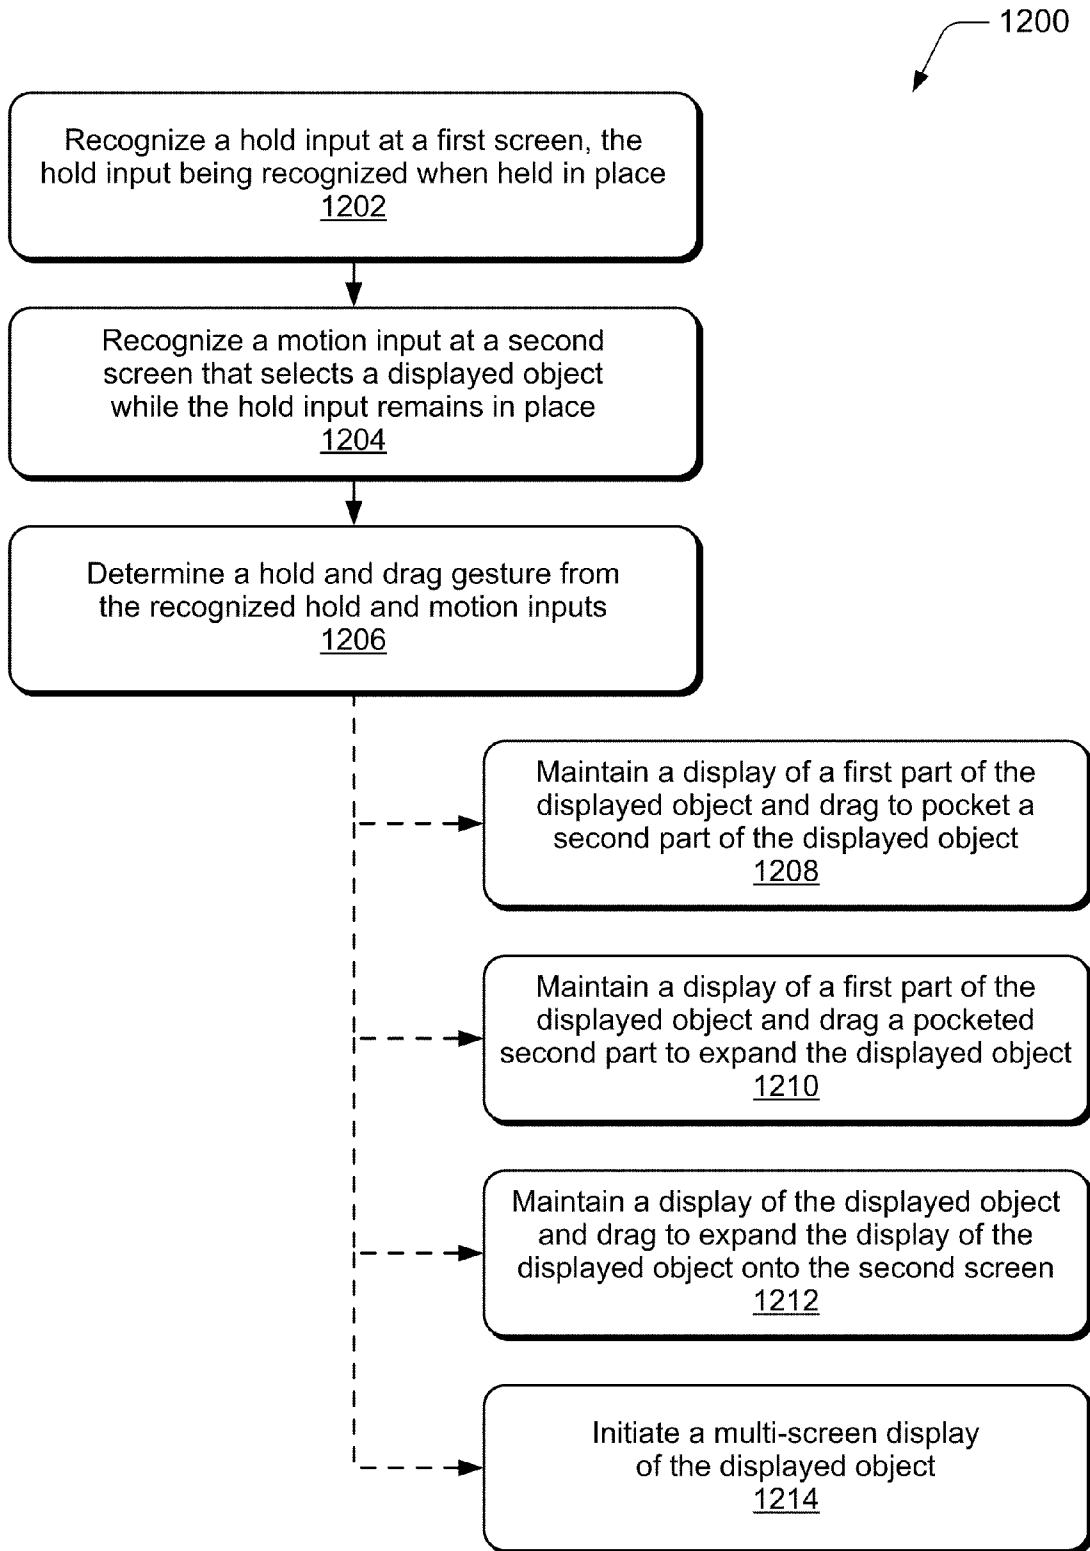 1200
Recognize a hold input at a first screen, the
hold input being recognized when held in place
1202
Recognize a motion input at a second
screen that selects a displayed object
while the hold input remains in place
1204
Determine a hold and drag gesture from
the recognized hold and motion inputs
1206
Maintain a display of a first part of the
displayed object and drag to pocket a
second part of the displayed object
1208
Maintain a display of a first part of the
displayed object and drag a pocketed
second part to expand the displayed object
1210
Maintain a display of the displayed object
and drag to expand the display of the
displayed object onto the second screen
1212
Initiate a multi-screen display
of the displayed object
1214